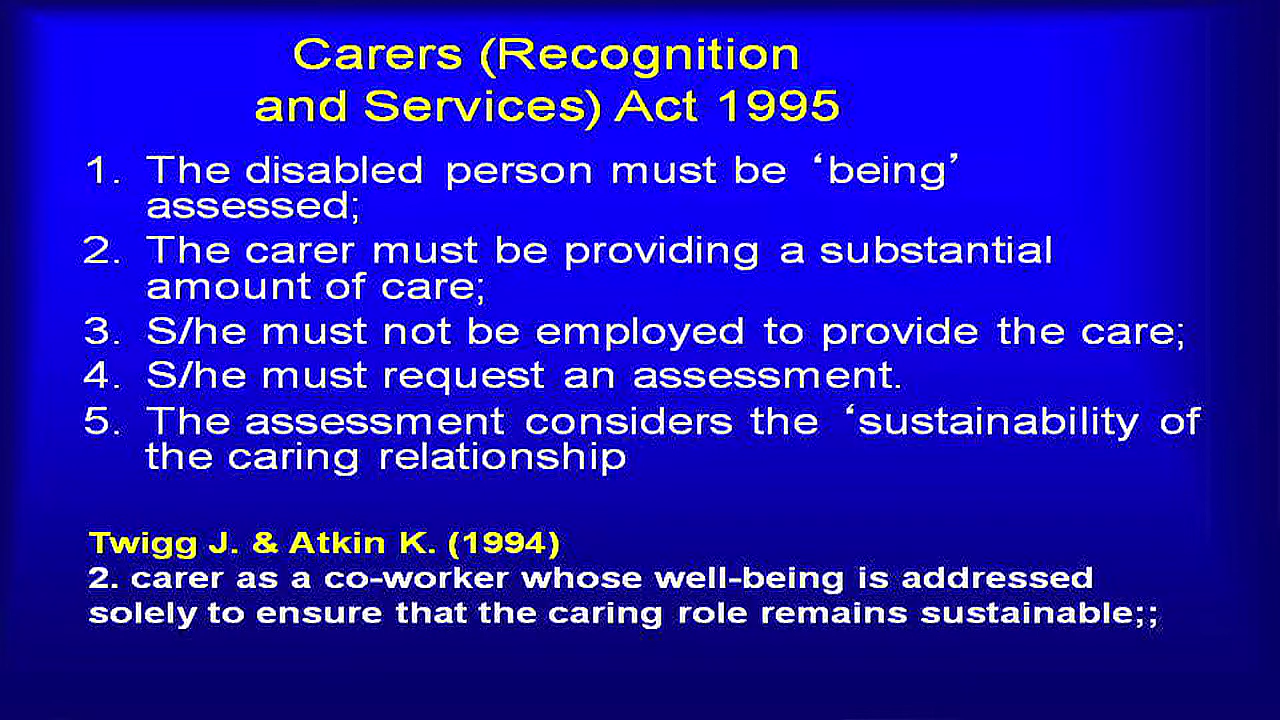 Carers (Recognition
and Services) Act 1995
1. The disabled person must be ‘being’
assessed;
2. The carer must be providing a substantial
amount of care;
3. S/he must not be employed to provide the care;
4. S/he must request an assessment.
5. The assessment considers the ‘sustainability of
the caring relationship
Twigg J. & Atkin K. (1994)
2. carer as a co-worker whose well-being is addressed
solely to ensure that the caring role remains sustainable;;